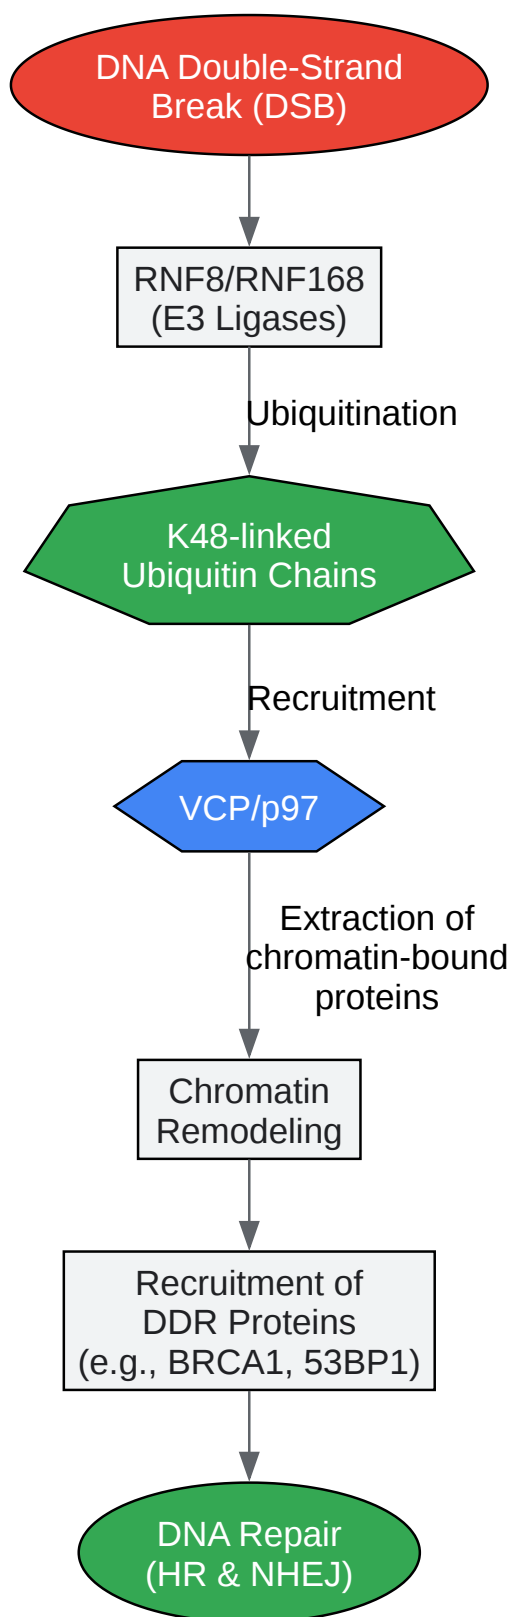 DNA Double-Strand
Break (DSB)
RNF8/RNF168
(E3 Ligases)
Ubiquitination
K48-linked
Ubiquitin Chains
Recruitment
VCP/p97
Extraction of
chromatin-bound
proteins
Chromatin
Remodeling
Recruitment of
DDR Proteins
(e.g., BRCA1, 53BP1)
DNA Repair
(HR & NHEJ)